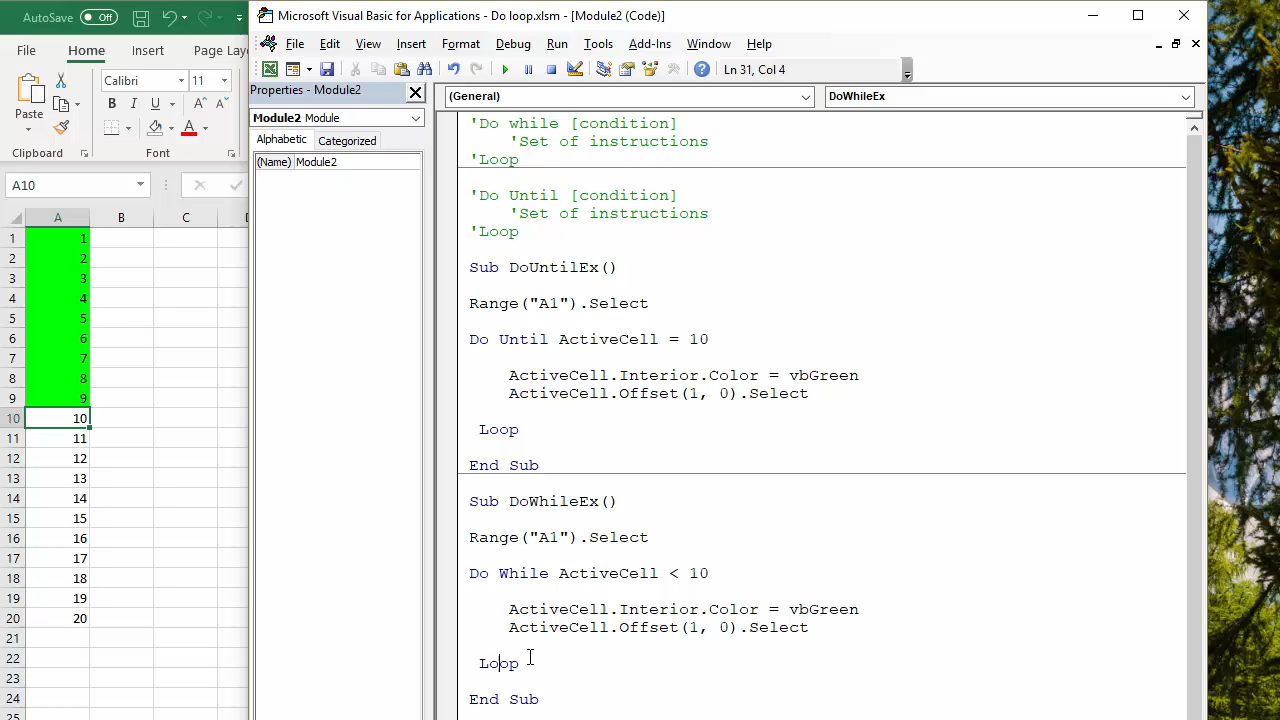 AutoSave Off
File Home Insert Page Lay
Calibri 11
Paste
B I U A A A
Clipboard Font
A10
A B C
1 1
2 2
3 3
4 4
5 5
6 6
7 7
8 8
9 9
10 10
11 11
12 12
13 13
14 14
15 15
16 16
17 17
18 18
19 19
20 20
21
22
23
24
25
Microsoft Visual Basic for Applications - Do loop.xlsm - [Module2 (Code)]
File Edit View Insert Format Debug Run Tools Add-Ins Window Help
Ln 31, Col 4
Properties - Module2
Module2 Module
Alphabetic Categorized
(Name) Module2
(General) DoWhileEx
'Do while [condition]
'Set of instructions
'Loop
'Do Until [condition]
'Set of instructions
'Loop
Sub DoUntilEx()
Range("A1").Select
Do Until ActiveCell = 10
ActiveCell.Interior.Color = vbGreen
ActiveCell.Offset(1, 0).Select
Loop
End Sub
Sub DoWhileEx()
Range("A1").Select
Do While ActiveCell < 10
ActiveCell.Interior.Color = vbGreen
ActiveCell.Offset(1, 0).Select
Loop
End Sub